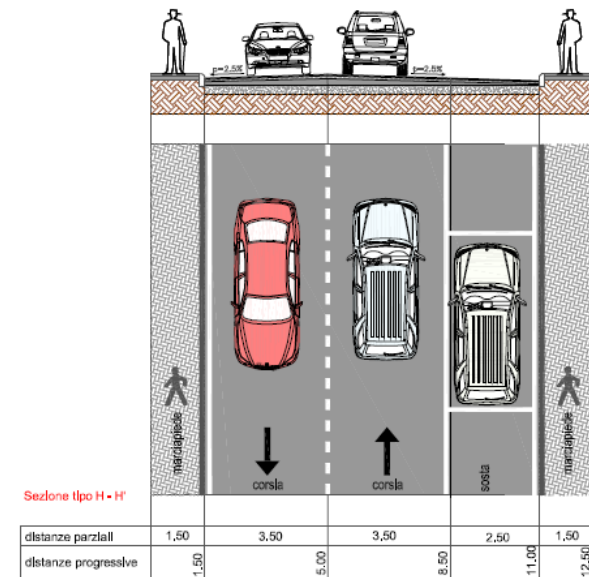 p=2.5% p=2.5%
marciapiede
corsia
corsia
sosta
marciapiede
Sezione tipo H - H'
distanze parziali 1,50 3,50 3,50 2,50 1,50
distanze progressive 1.50 5.00 8.50 11.00 12.50